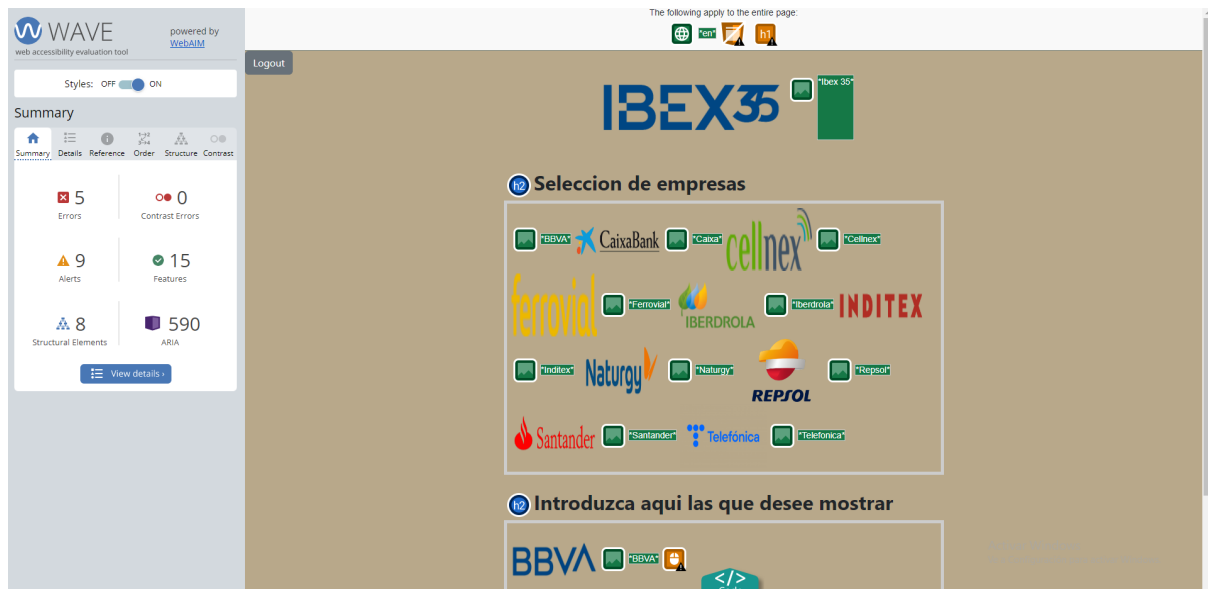 WAVE
web accessibility evaluation tool
powered by
WebAIM
Styles: OFF ON
Summary
Summary Details Reference Order Structure Contrast
5
Errors
0
Contrast Errors
9
Alerts
15
Features
8
Structural Elements
590
ARIA
View details ›
The following apply to the entire page:
*en*
h1
Logout
IBEX 35
*Ibex 35*
h2 Seleccion de empresas
*BBVA* CaixaBank *Caixa* cellnex *Cellnex*
ferrovial *Ferrovial* IBERDROLA *Iberdrola* INDITEX
*Inditex* Naturgy *Naturgy* REPSOL *Repsol*
Santander *Santander* Telefónica *Telefonica*
h2 Introduzca aqui las que desee mostrar
BBVA *BBVA*
</>